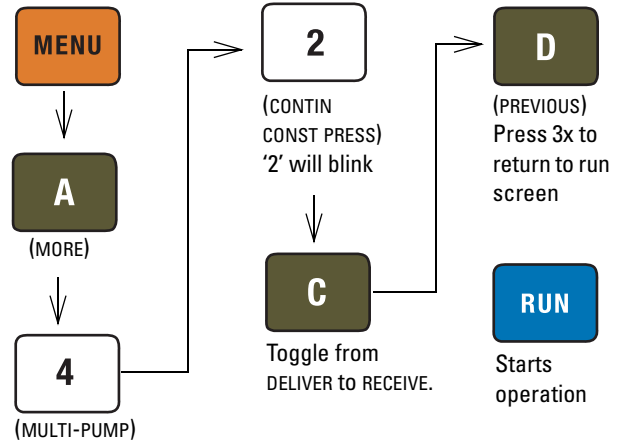 MENU
A
(MORE)
4
(MULTI-PUMP)
2
(CONTIN
CONST PRESS)
‘2’ will blink
C
Toggle from
DELIVER to RECEIVE.
D
(PREVIOUS)
Press 3x to
return to run
screen
RUN
Starts
operation